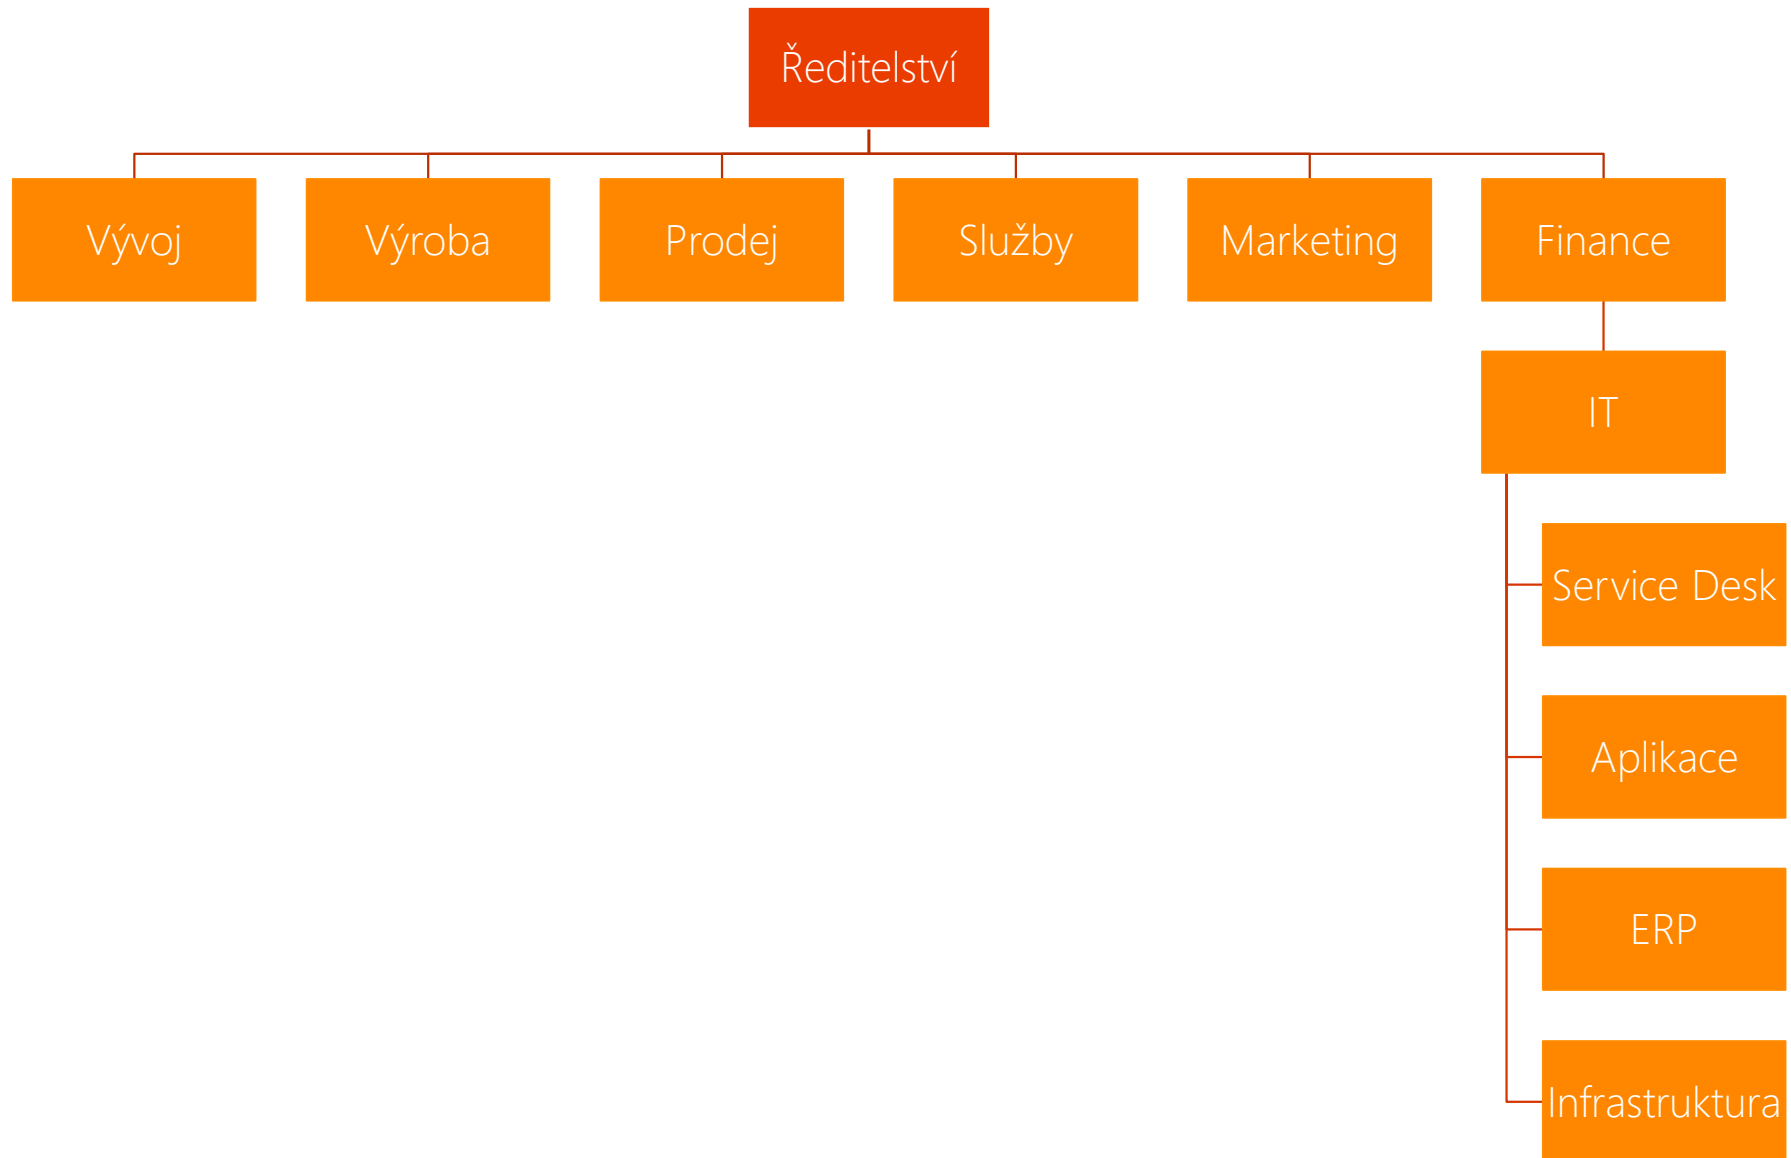 Ředitelství
Vývoj
Výroba
Prodej
Služby
Marketing
Finance
IT
Service Desk
Aplikace
ERP
Infrastruktura